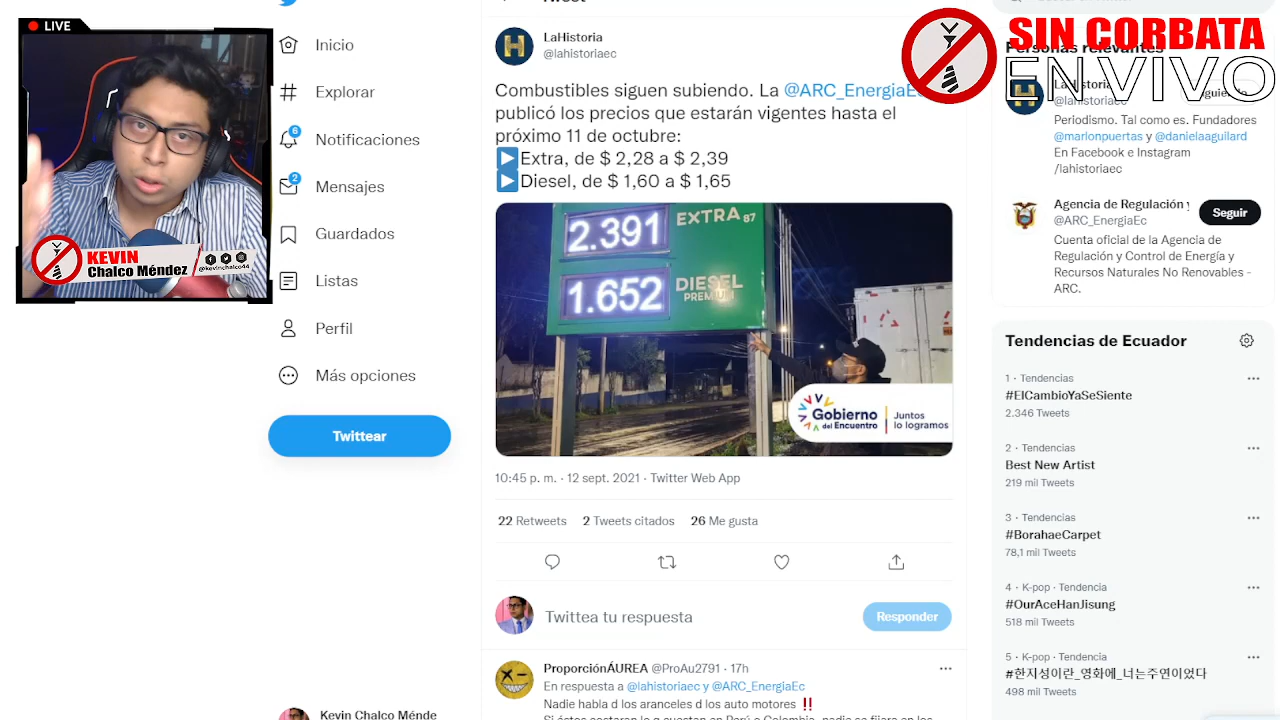 LIVE
KEVIN
Chalco Méndez
@kevinchalco44
Inicio
Explorar
6
Notificaciones
2
Mensajes
Guardados
Listas
Perfil
Más opciones
Twittear
Kevin Chalco Ménde
LaHistoria
@lahistoriaec
Combustibles siguen subiendo. La @ARC_EnergiaEc
publicó los precios que estarán vigentes hasta el
próximo 11 de octubre:
Extra, de $ 2,28 a $ 2,39
Diesel, de $ 1,60 a $ 1,65
2.391 EXTRA 87
1.652 DIESEL
PREMIUM
Gobierno
del Encuentro
Juntos
lo logramos
10:45 p. m. · 12 sept. 2021 · Twitter Web App
22 Retweets 2 Tweets citados 26 Me gusta
Twittea tu respuesta
Responder
ProporciónÁUREA @ProAu2791 · 17h
En respuesta a @lahistoriaec y @ARC_EnergiaEc
Nadie habla d los aranceles d los auto motores ‼
SIN CORBATA
EN VIVO
Personas relevantes
@lahistoriaec
Periodismo. Tal como es. Fundadores
@marlonpuertas y @danielaaguilard
En Facebook e Instagram
/lahistoriaec
Agencia de Regulación y
@ARC_EnergiaEc
Seguir
Cuenta oficial de la Agencia de
Regulación y Control de Energía y
Recursos Naturales No Renovables -
ARC.
Tendencias de Ecuador
1 · Tendencias
#ElCambioYaSeSiente
2.346 Tweets
2 · Tendencias
Best New Artist
219 mil Tweets
3 · Tendencias
#BorahaeCarpet
78,1 mil Tweets
4 · K-pop · Tendencia
#OurAceHanJisung
518 mil Tweets
5 · K-pop · Tendencia
#한지성이란_영화에_너는주연이었다
498 mil Tweets